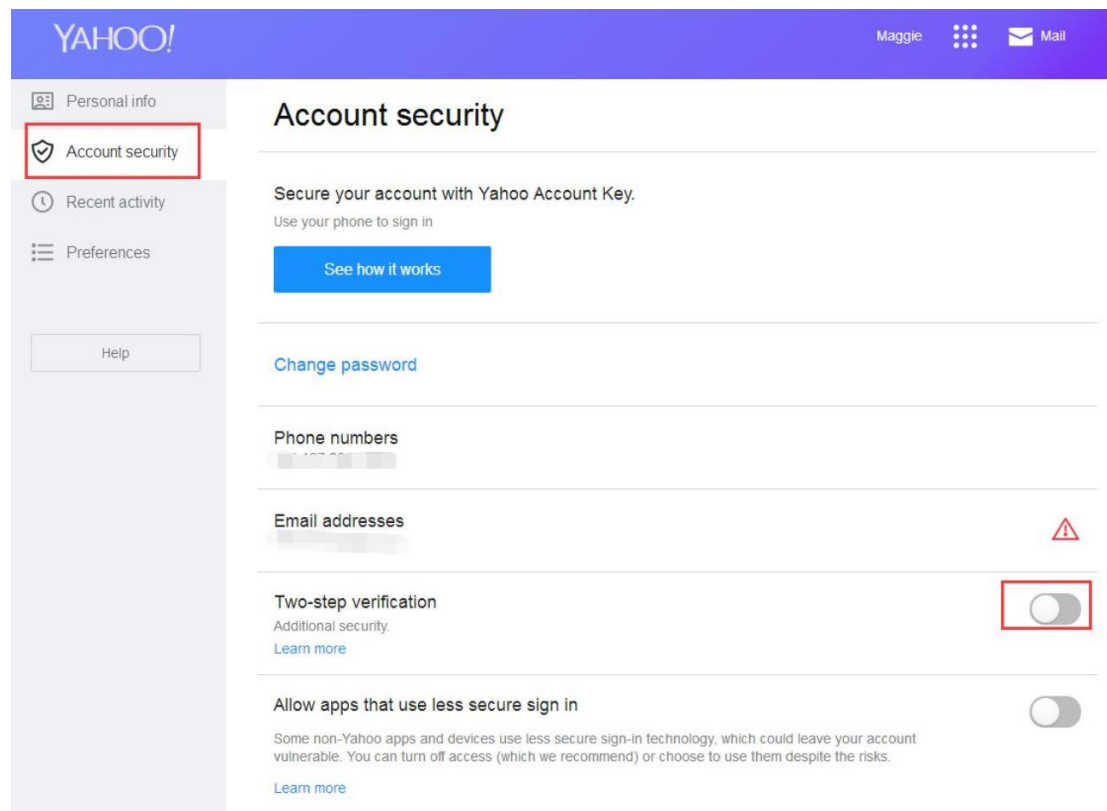 YAHOO!
Maggie
Mail
Personal info
Account security
Recent activity
Preferences
Help
Account security
Secure your account with Yahoo Account Key.
Use your phone to sign in
See how it works
Change password
Phone numbers
Email addresses
Two-step verification
Additional security.
Learn more
Allow apps that use less secure sign in
Some non-Yahoo apps and devices use less secure sign-in technology, which could leave your account
vulnerable. You can turn off access (which we recommend) or choose to use them despite the risks.
Learn more